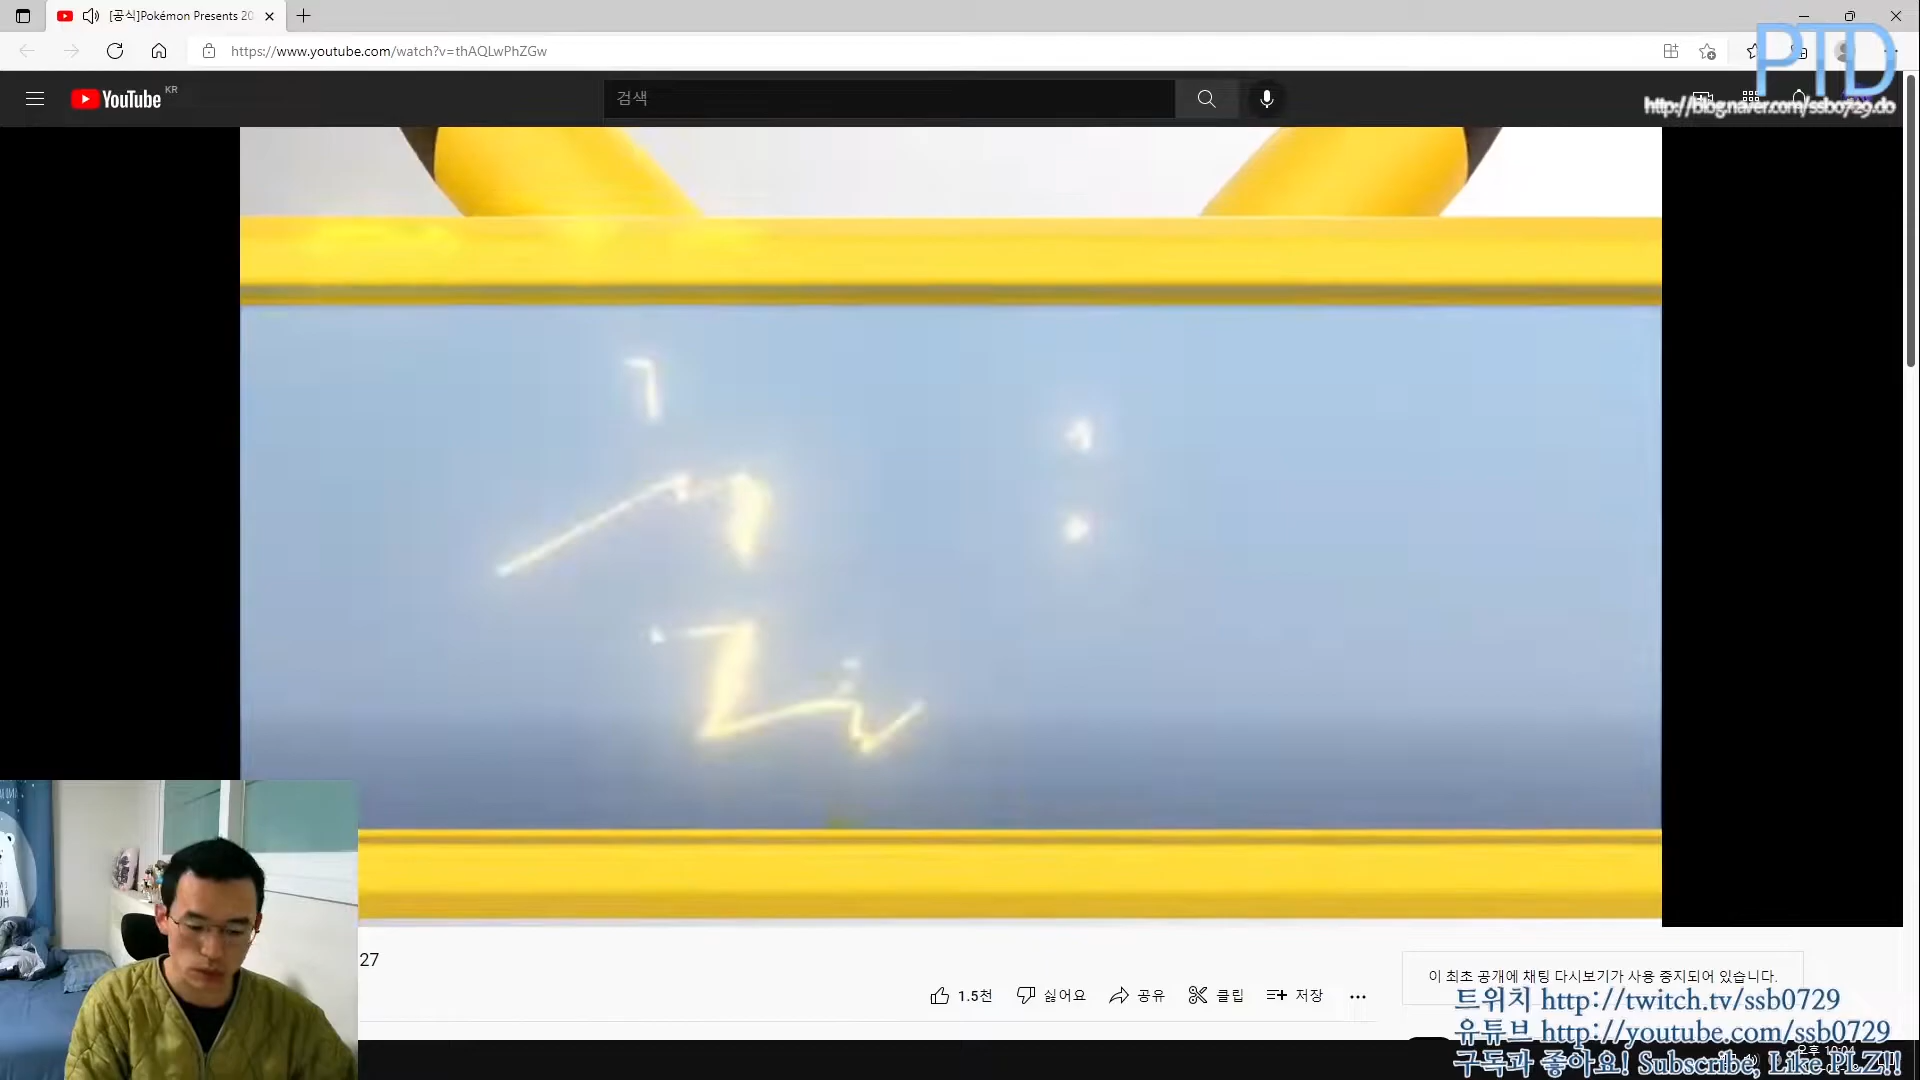 [공식]Pokémon Presents 20
https://www.youtube.com/watch?v=thAQLwPhZGw
PTD
YouTube KR
검색
http://blog.naver.com/ssb0729.do
27
1.5천
싫어요
공유
클립
저장
이 최초 공개에 채팅 다시보기가 사용 중지되어 있습니다.
트위치 http://twitch.tv/ssb0729
유튜브 http://youtube.com/ssb0729
구독과 좋아요! Subscribe, Like PLZ!!